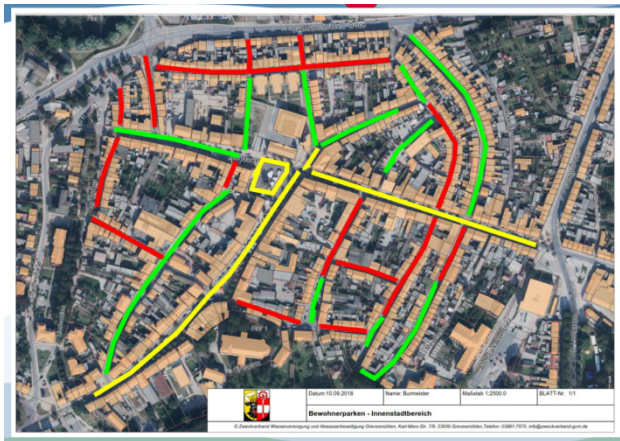 Datum:10.09.2018
Name: Burmeister
Maßstab 1:2500.0
BLATT-Nr. 1/1
Bewohnerparken - Innenstadtbereich
© Zweckverband Wasserversorgung und Abwasserbeseitigung Grevesmühlen, Karl-Marx-Str. 7/9, 23936 Grevesmühlen,Telefon: 03881-7570, info@zweckverband-gvm.de